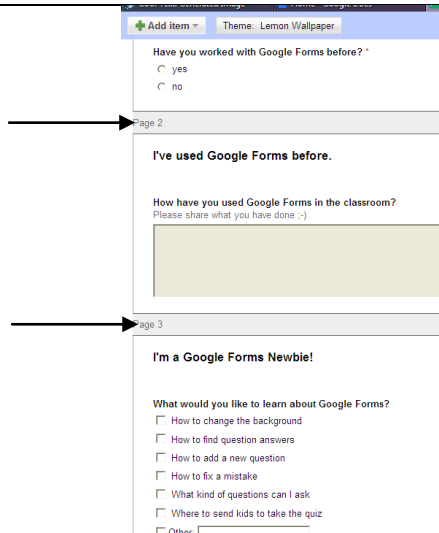 Add item
Theme: Lemon Wallpaper
Have you worked with Google Forms before? *
yes
no
Page 2
I've used Google Forms before.
How have you used Google Forms in the classroom?
Please share what you have done ;-)
Page 3
I'm a Google Forms Newbie!
What would you like to learn about Google Forms?
How to change the background
How to find question answers
How to add a new question
How to fix a mistake
What kind of questions can I ask
Where to send kids to take the quiz
Other: